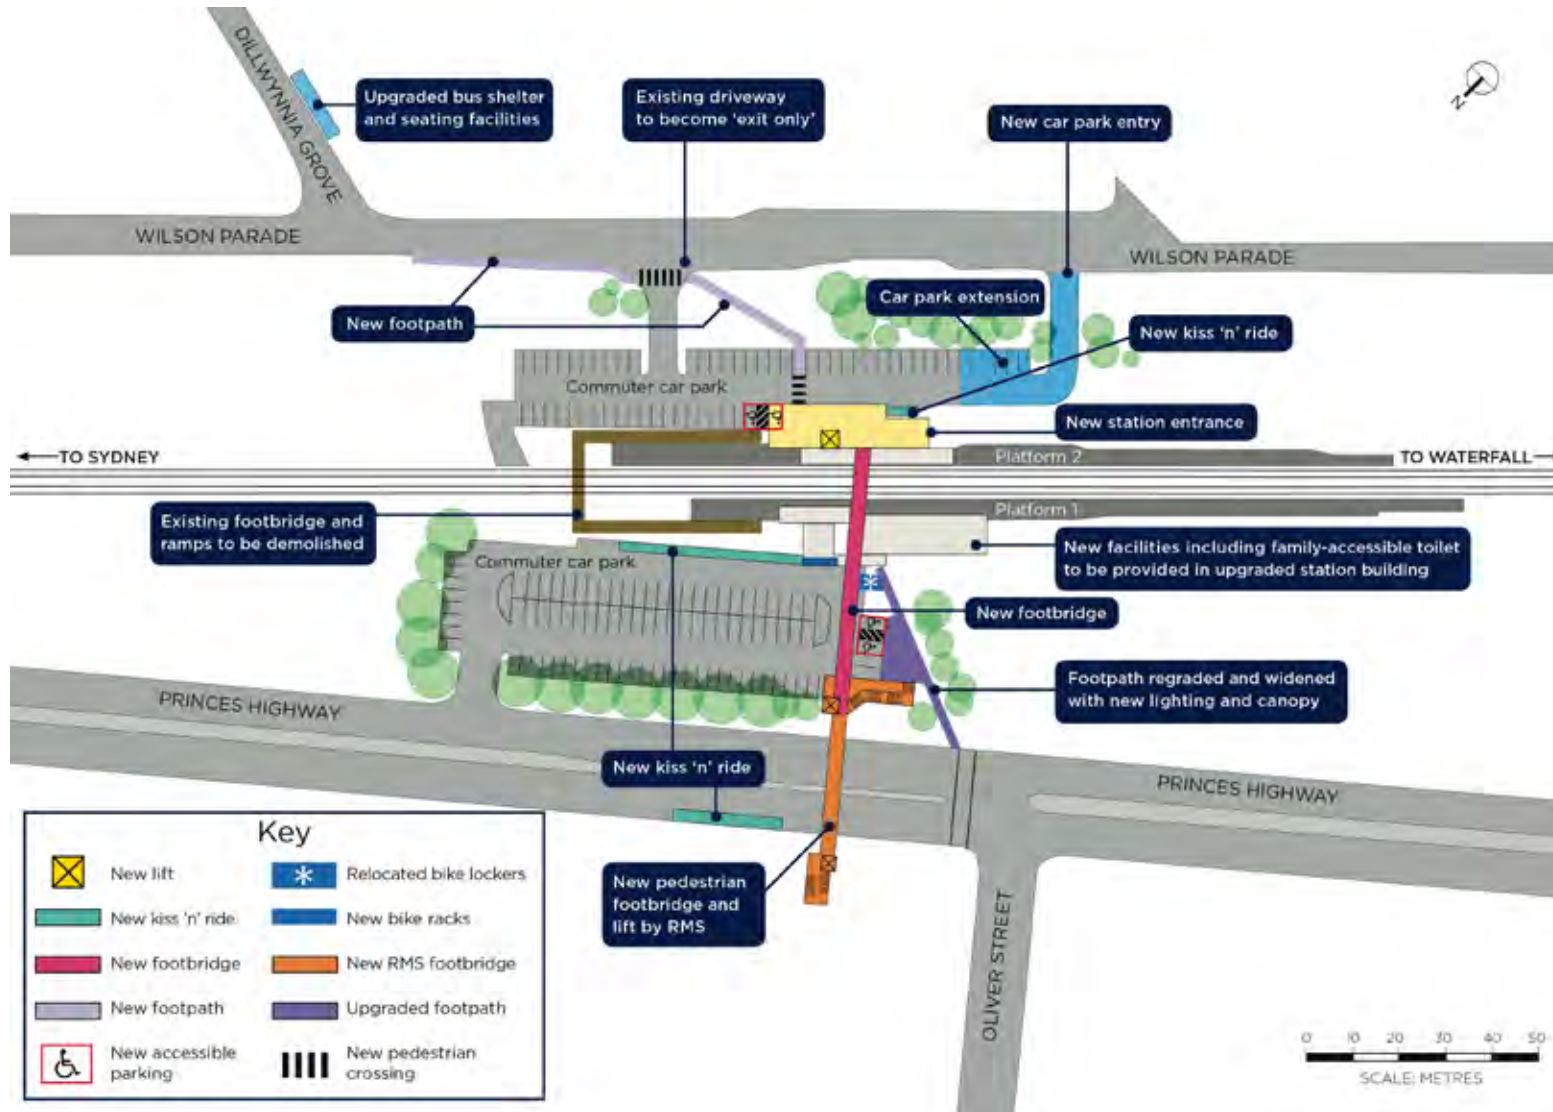 DILLWYNNIA GROVE
Upgraded bus shelter
and seating facilities
Existing driveway
to become 'exit only'
New car park entry
N
WILSON PARADE
WILSON PARADE
New footpath
Car park extension
New kiss 'n' ride
Commuter car park
New station entrance
TO SYDNEY
Platform 2
TO WATERFALL
Platform 1
Existing footbridge and
ramps to be demolished
Commuter car park
New facilities including family-accessible toilet
to be provided in upgraded station building
New footbridge
Footpath regraded and widened
with new lighting and canopy
PRINCES HIGHWAY
New kiss 'n' ride
PRINCES HIGHWAY
New pedestrian
footbridge and
lift by RMS
OLIVER STREET
Key
New lift
Relocated bike lockers
New kiss 'n' ride
New bike racks
New footbridge
New RMS footbridge
New footpath
Upgraded footpath
New accessible
parking
New pedestrian
crossing
0 10 20 30 40 50
SCALE: METRES